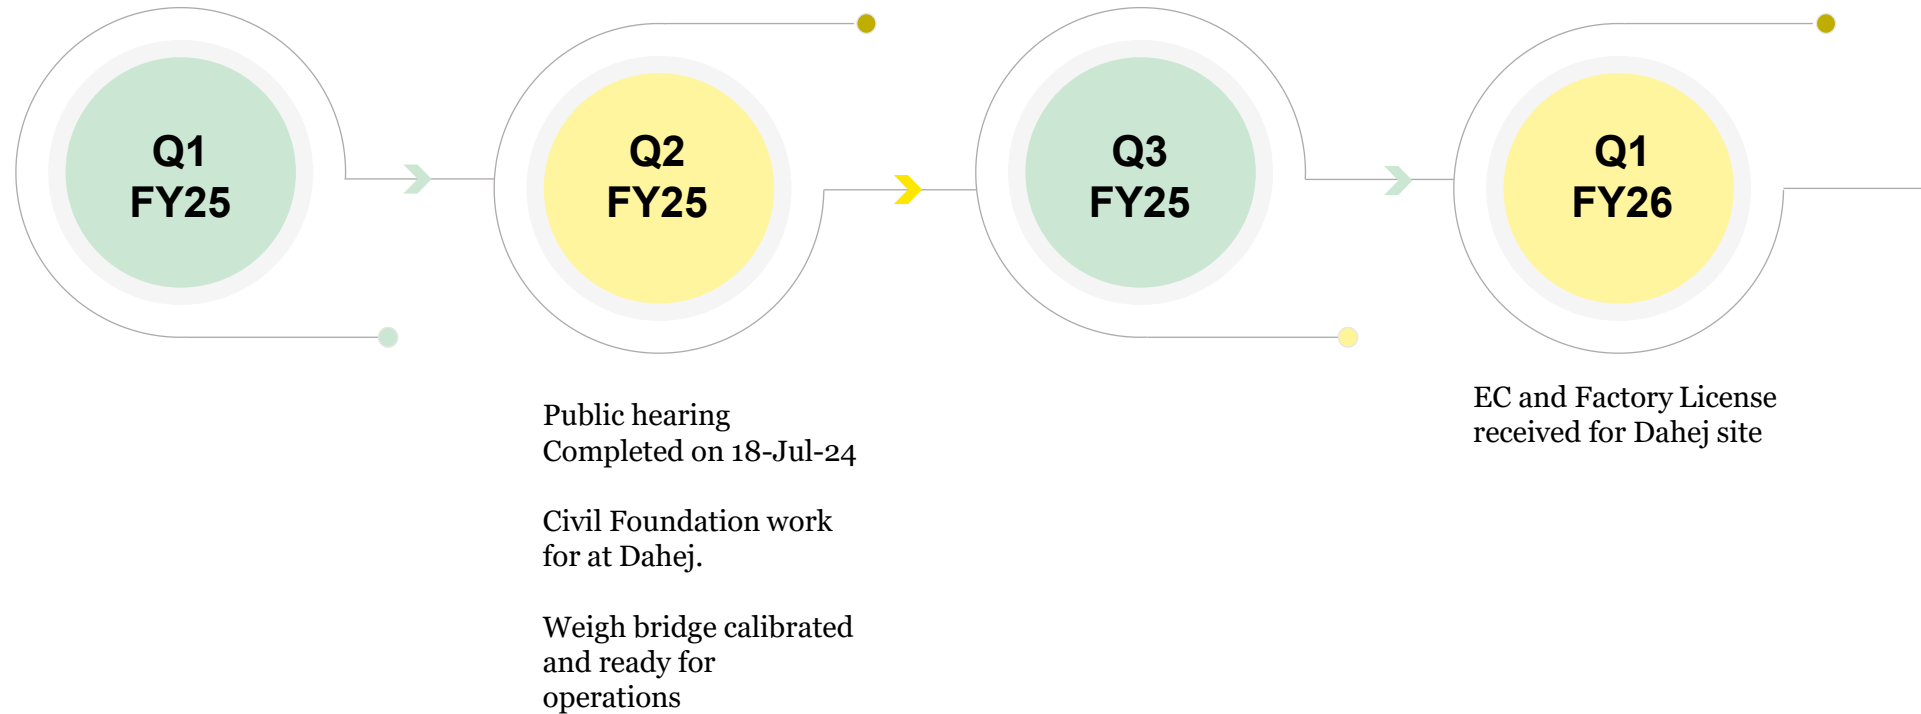 Q1
FY25
Q2
FY25
Q3
FY25
Q1
FY26
Public hearing
Completed on 18-Jul-24
Civil Foundation work
for at Dahej.
Weigh bridge calibrated
and ready for
operations
EC and Factory License
received for Dahej site